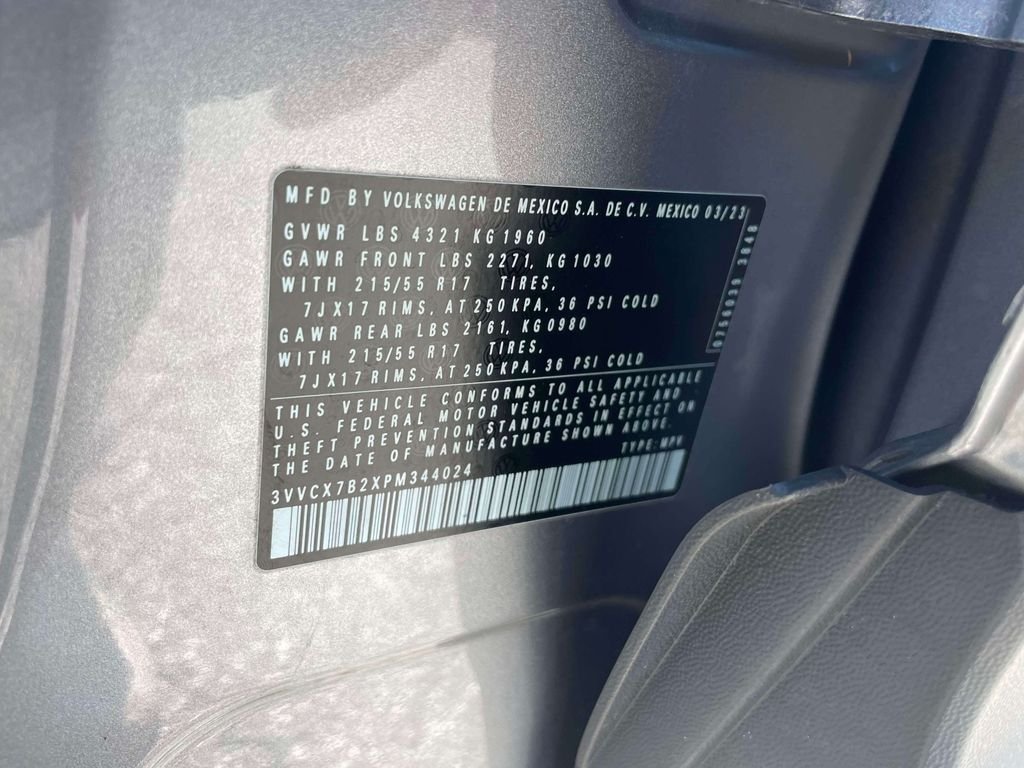 MFD BY VOLKSWAGEN DE MEXICO S.A. DE C.V. MEXICO 03/23
GVWR LBS 4321 KG 1960
GAWR FRONT LBS 2271, KG 1030
WITH 215/55 R17 TIRES,
7JX17 RIMS, AT 250 KPA, 36 PSI COLD
GAWR REAR LBS 2161, KG 0980
WITH 215/55 R17 TIRES,
7JX17 RIMS, AT 250 KPA, 36 PSI COLD
THIS VEHICLE CONFORMS TO ALL APPLICABLE
U.S. FEDERAL MOTOR VEHICLE SAFETY AND
THEFT PREVENTION STANDARDS IN EFFECT ON
THE DATE OF MANUFACTURE SHOWN ABOVE.
TYPE: MPV
3VVCX7B2XPM344024